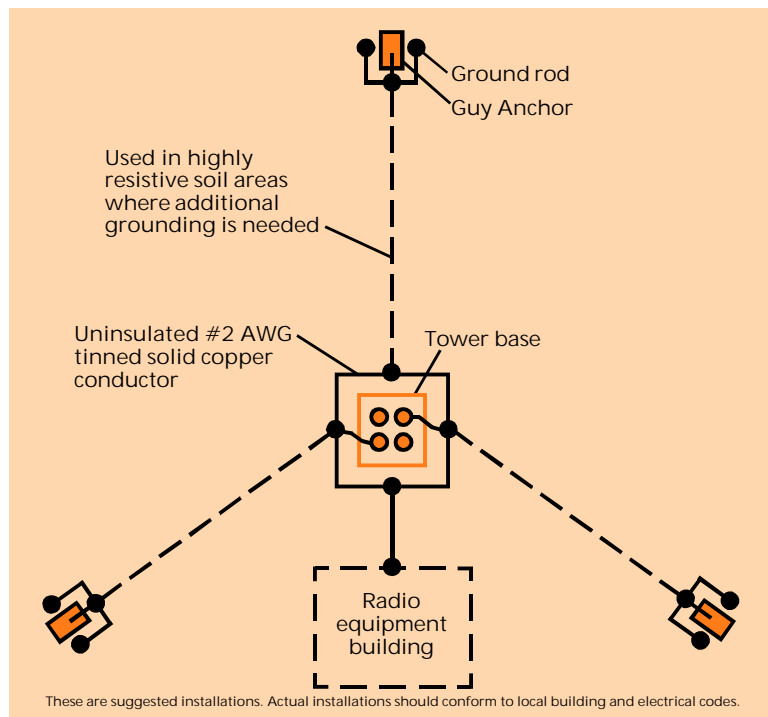 Ground rod
Guy Anchor
Used in highly
resistive soil areas
where additional
grounding is needed
Uninsulated #2 AWG
tinned solid copper
conductor
Tower base
Radio
equipment
building
These are suggested installations. Actual installations should conform to local building and electrical codes.